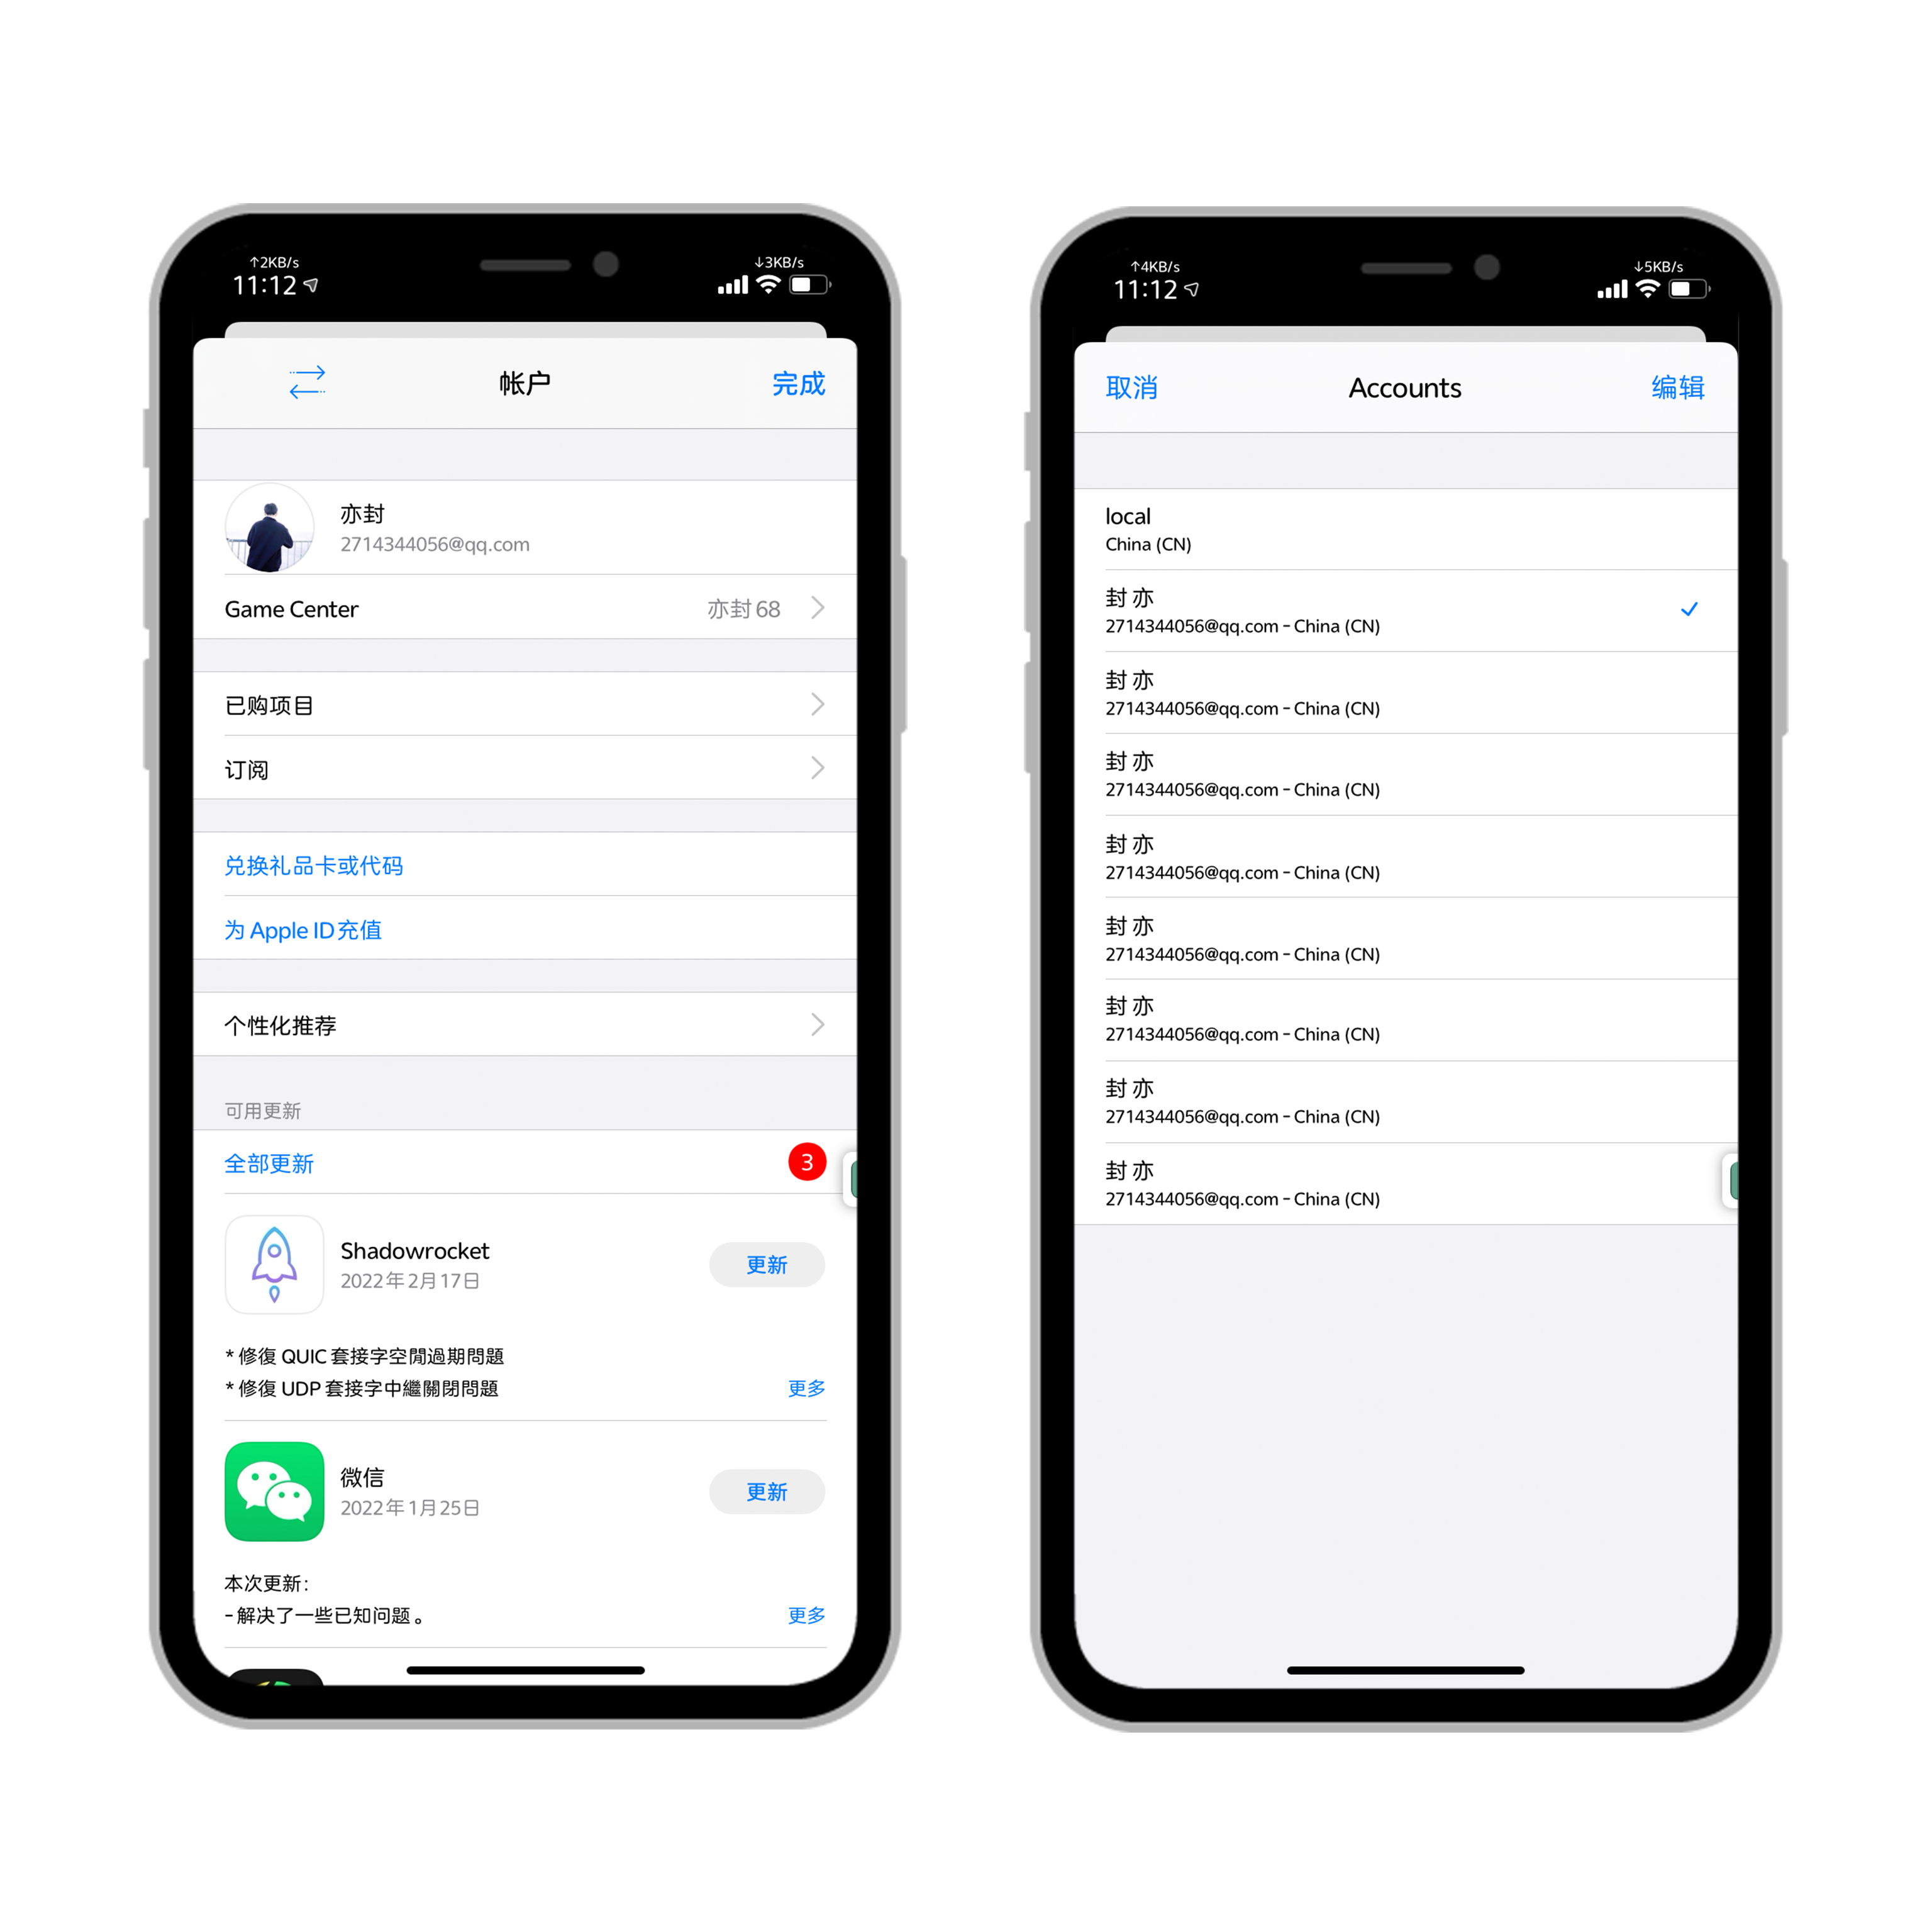 ↑2KB/s
11:12
↓3KB/s
帐户
完成
亦封
2714344056@qq.com
Game Center
亦封68
已购项目
订阅
兑换礼品卡或代码
为 Apple ID 充值
个性化推荐
可用更新
全部更新
3
Shadowrocket
2022年2月17日
更新
* 修復 QUIC 套接字空閒過期問題
* 修復 UDP 套接字中繼關閉問題
更多
微信
2022年1月25日
更新
本次更新：
- 解决了一些已知问题。
更多
↑4KB/s
11:12
↓5KB/s
取消
Accounts
编辑
local
China (CN)
封 亦
2714344056@qq.com - China (CN)
封 亦
2714344056@qq.com - China (CN)
封 亦
2714344056@qq.com - China (CN)
封 亦
2714344056@qq.com - China (CN)
封 亦
2714344056@qq.com - China (CN)
封 亦
2714344056@qq.com - China (CN)
封 亦
2714344056@qq.com - China (CN)
封 亦
2714344056@qq.com - China (CN)